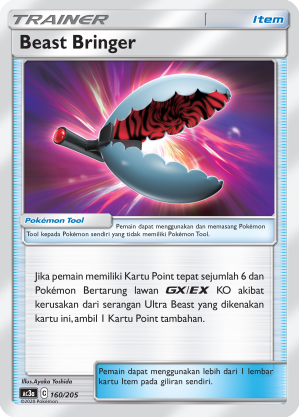 TRAINER
Item
Beast Bringer
Pokémon Tool
Pemain dapat menggunakan dan memasang Pokémon
Tool kepada Pokémon sendiri yang tidak memiliki Pokémon Tool.
Jika pemain memiliki Kartu Point tepat sejumlah 6 dan
Pokémon Bertarung lawan GX/EX KO akibat
kerusakan dari serangan Ultra Beast yang dikenakan
kartu ini, ambil 1 Kartu tambahan.
Illus. Ayaka Yoshida
AC3a C 160/205
©2020 Pokémon.
Pemain dapat menggunakan lebih dari 1 lembar
kartu Item pada giliran sendiri.